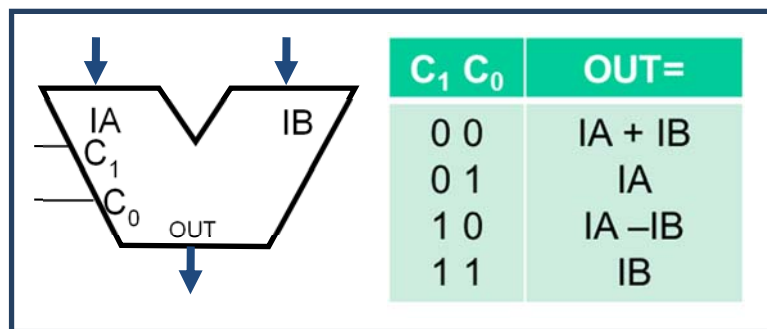 IA
IB
C₁
C₀
OUT
C₁ C₀ OUT=
0 0 IA + IB
0 1 IA
1 0 IA –IB
1 1 IB